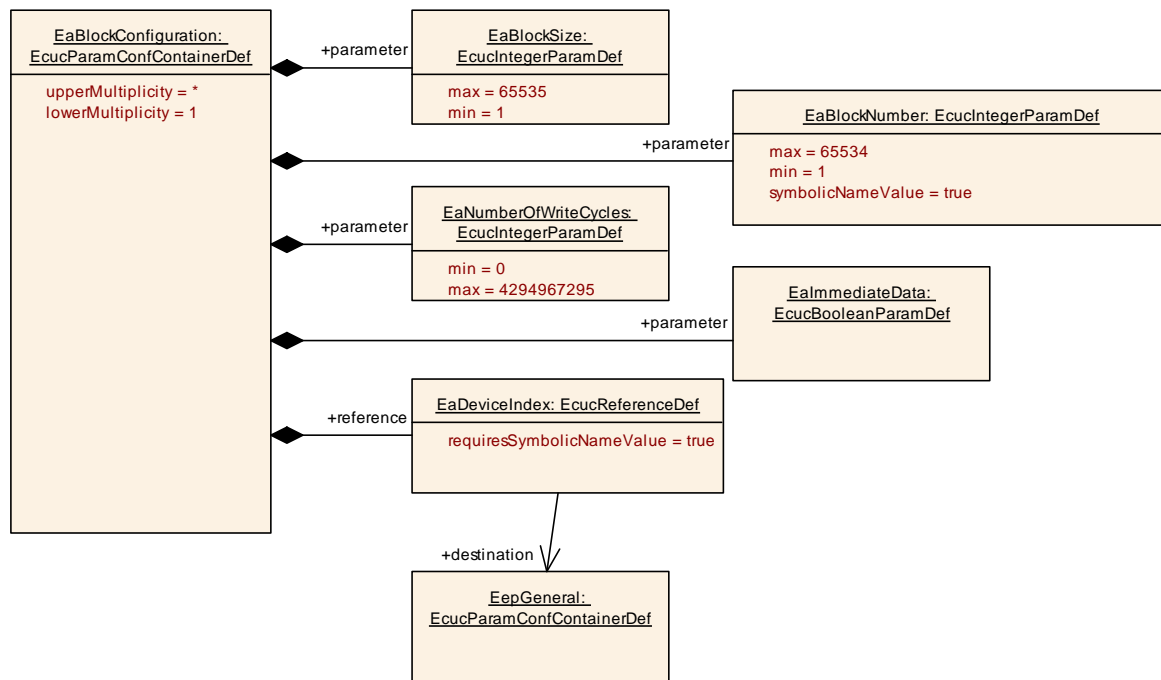 EaBlockConfiguration:
EcucParamConfContainerDef
upperMultiplicity = *
lowerMultiplicity = 1
+parameter
EaBlockSize:
EcucIntegerParamDef
max = 65535
min = 1
+parameter
EaBlockNumber: EcucIntegerParamDef
max = 65534
min = 1
symbolicNameValue = true
+parameter
EaNumberOfWriteCycles:
EcucIntegerParamDef
min = 0
max = 4294967295
+parameter
EaImmediateData:
EcucBooleanParamDef
+reference
EaDeviceIndex: EcucReferenceDef
requiresSymbolicNameValue = true
+destination
EepGeneral:
EcucParamConfContainerDef